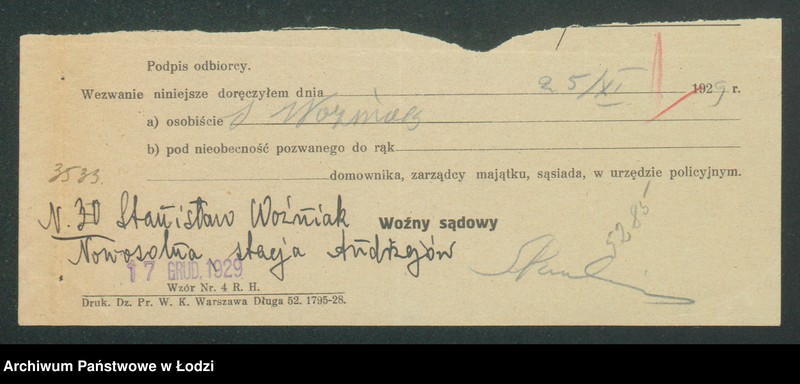 Podpis odbiorcy.
Wezwanie niniejsze doręczyłem dnia 25/XI 1929 r.
a) osobiście S Woźniak
b) pod nieobecność pozwanego do rąk
domownika, zarządcy majątku, sąsiada, w urzędzie policyjnym.
3533
N. 30 Stanisław Woźniak
Woźny sądowy
5285
Nowosolna, stacja Andrzejów
17 GRUD. 1929
Wzór Nr. 4 R. H.
Druk. Dz. Pr. W. K. Warszawa Długa 52. 1795-28.
Archiwum Państwowe w Łodzi